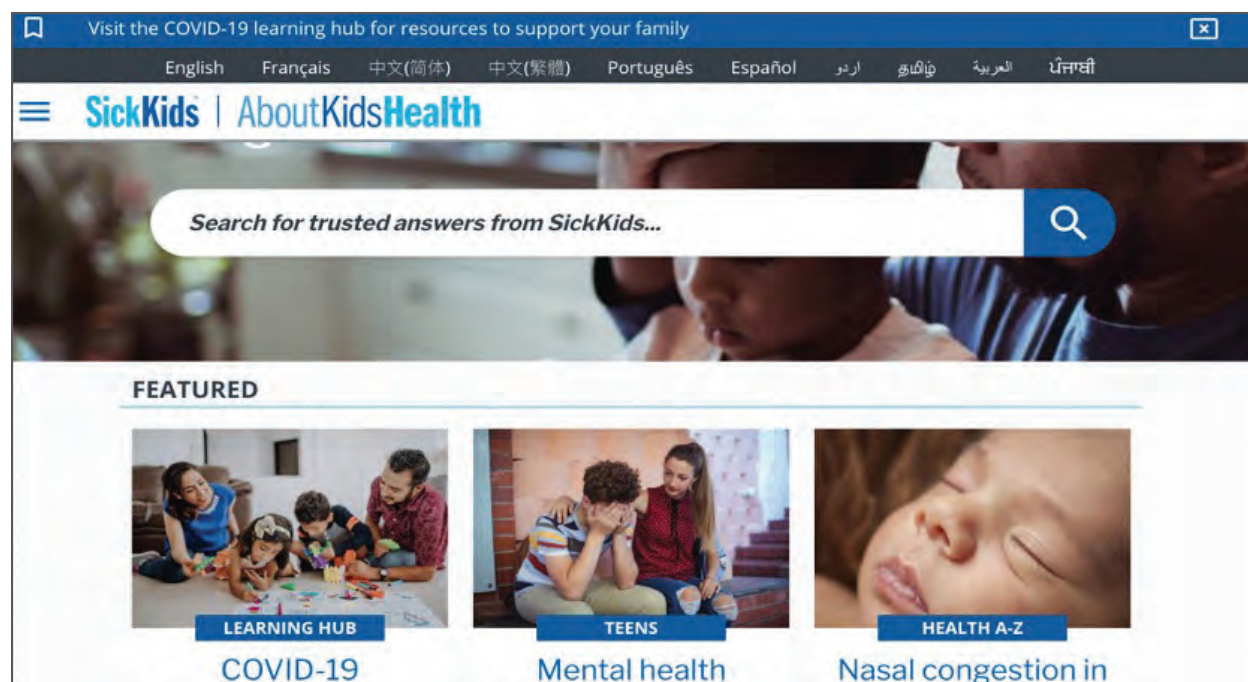 Visit the COVID-19 learning hub for resources to support your family
English Français 中文(简体) 中文(繁體) Português Español اردو தமிழ் العربية ਪੰਜਾਬੀ
SickKids | AboutKidsHealth
Search for trusted answers from SickKids...
FEATURED
LEARNING HUB TEENS HEALTH A-Z
COVID-19 Mental health Nasal congestion in